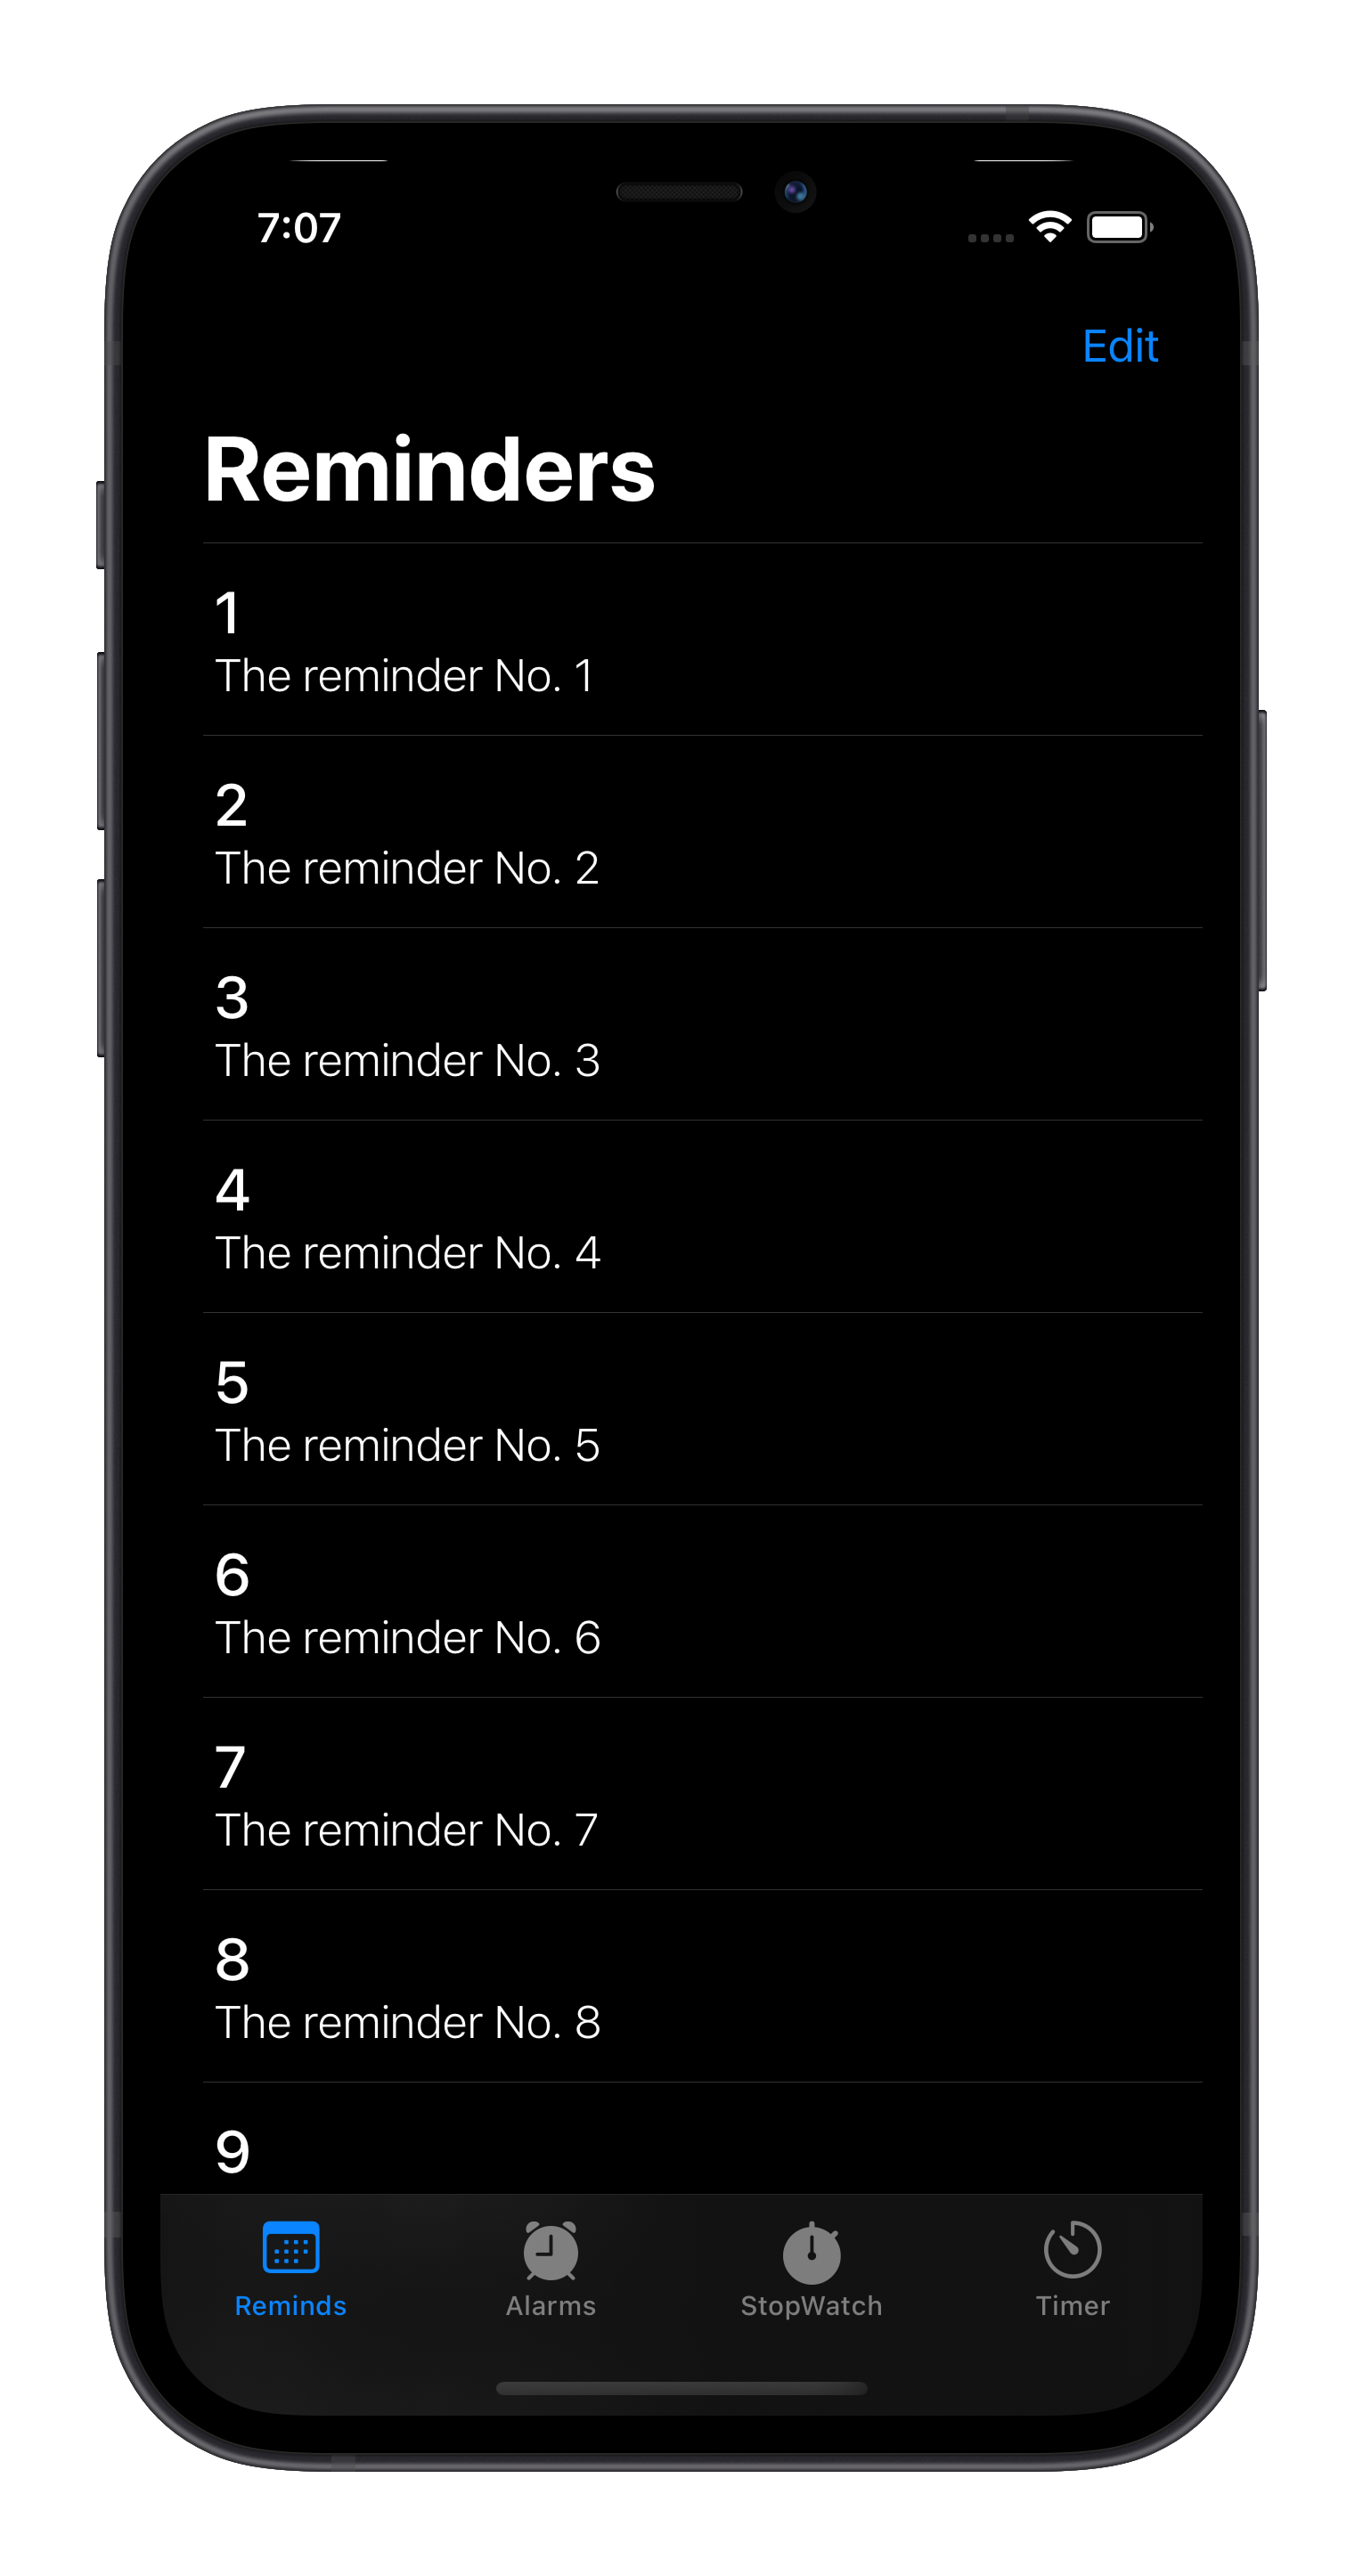 7:07
Edit
Reminders
1
The reminder No. 1
2
The reminder No. 2
3
The reminder No. 3
4
The reminder No. 4
5
The reminder No. 5
6
The reminder No. 6
7
The reminder No. 7
8
The reminder No. 8
9
Reminds Alarms StopWatch Timer